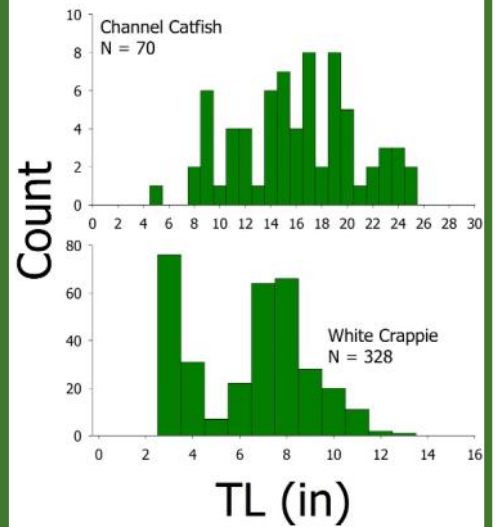 Count
10
8
6
4
2
0
Channel Catfish
N = 70
0 2 4 6 8 10 12 14 16 18 20 22 24 26 28 30
80
60
40
20
0
White Crappie
N = 328
0 2 4 6 8 10 12 14 16
TL (in)